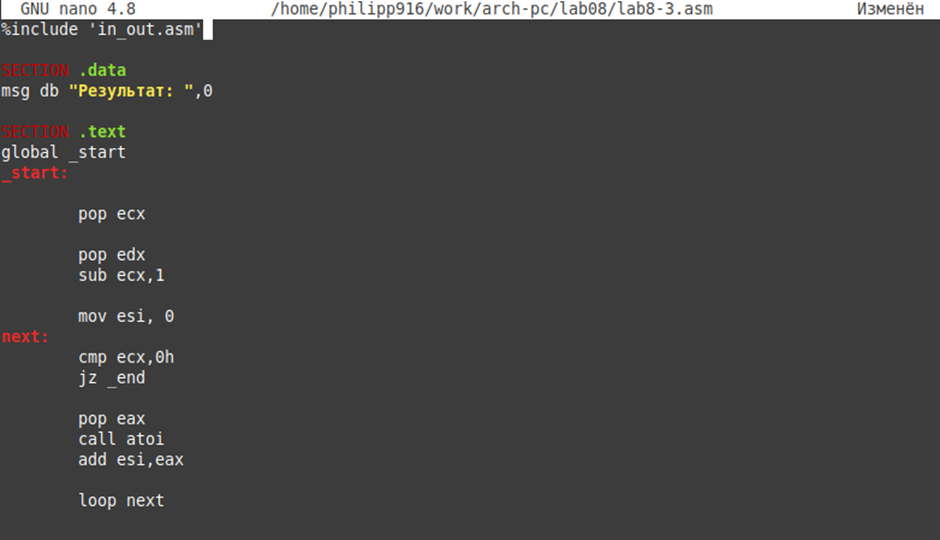 GNU nano 4.8 /home/philipp916/work/arch-pc/lab08/lab8-3.asm Изменён
%include 'in_out.asm'
SECTION .data
msg db "Результат: ",0
SECTION .text
global _start
_start:
pop ecx
pop edx
sub ecx,1
mov esi, 0
next:
cmp ecx,0h
jz _end
pop eax
call atoi
add esi,eax
loop next